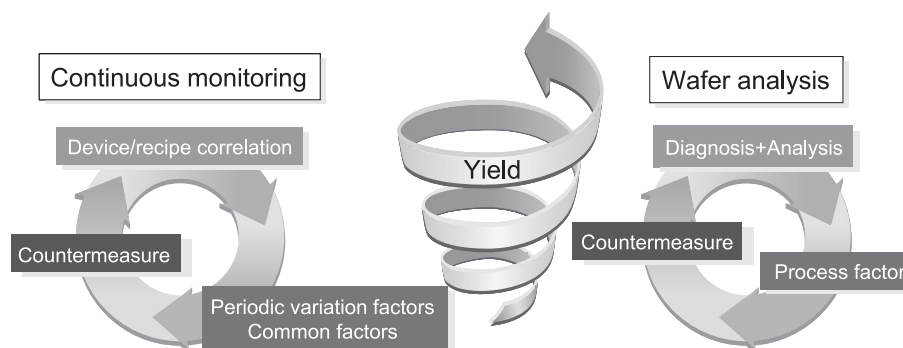 Continuous monitoring
Device/recipe correlation
Countermeasure
Periodic variation factors
Common factors
Yield
Wafer analysis
Diagnosis+Analysis
Countermeasure
Process factor